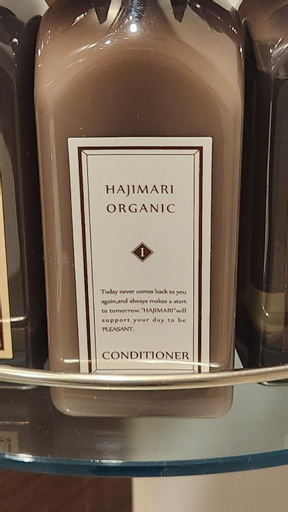 HAJIMARI
ORGANIC
I
Today never comes back to you
again,and always makes a start
to tomorrow."HAJIMARI"will
support your day to be
PLEASANT.
CONDITIONER